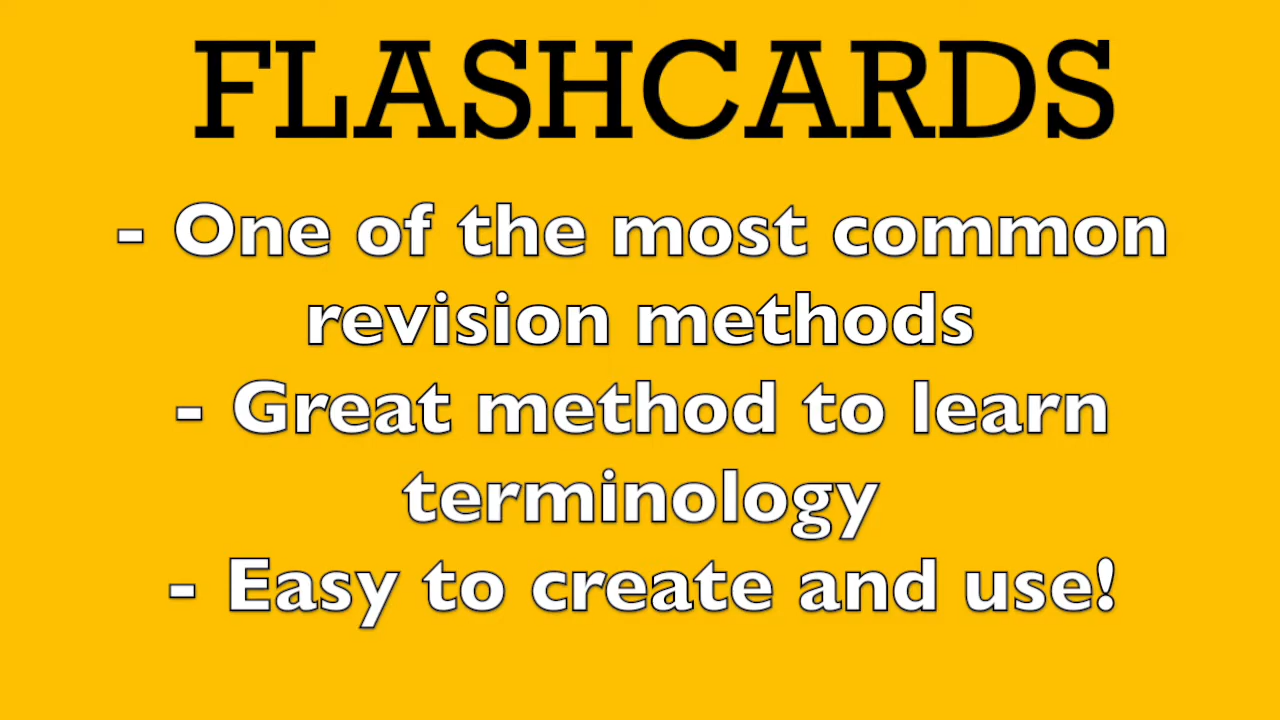 FLASHCARDS
- One of the most common
revision methods
- Great method to learn
terminology
- Easy to create and use!